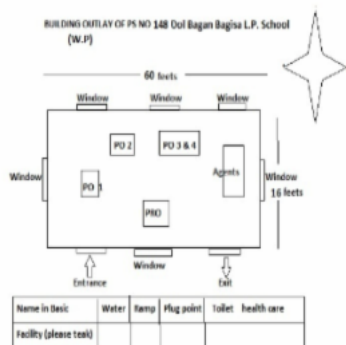 BUILDING OUTLAY OF PS NO 148 Dol Bagan Bagisa L.P. School
(W.P)
60 feets
Window Window Window
PO 2 PO 3 & 4
Window PO 1 Agents Window
16 feets
PRO
Window
Entrance Exit
Name in Basic Water Ramp Plug point Toilet health care
Facility (please teak)